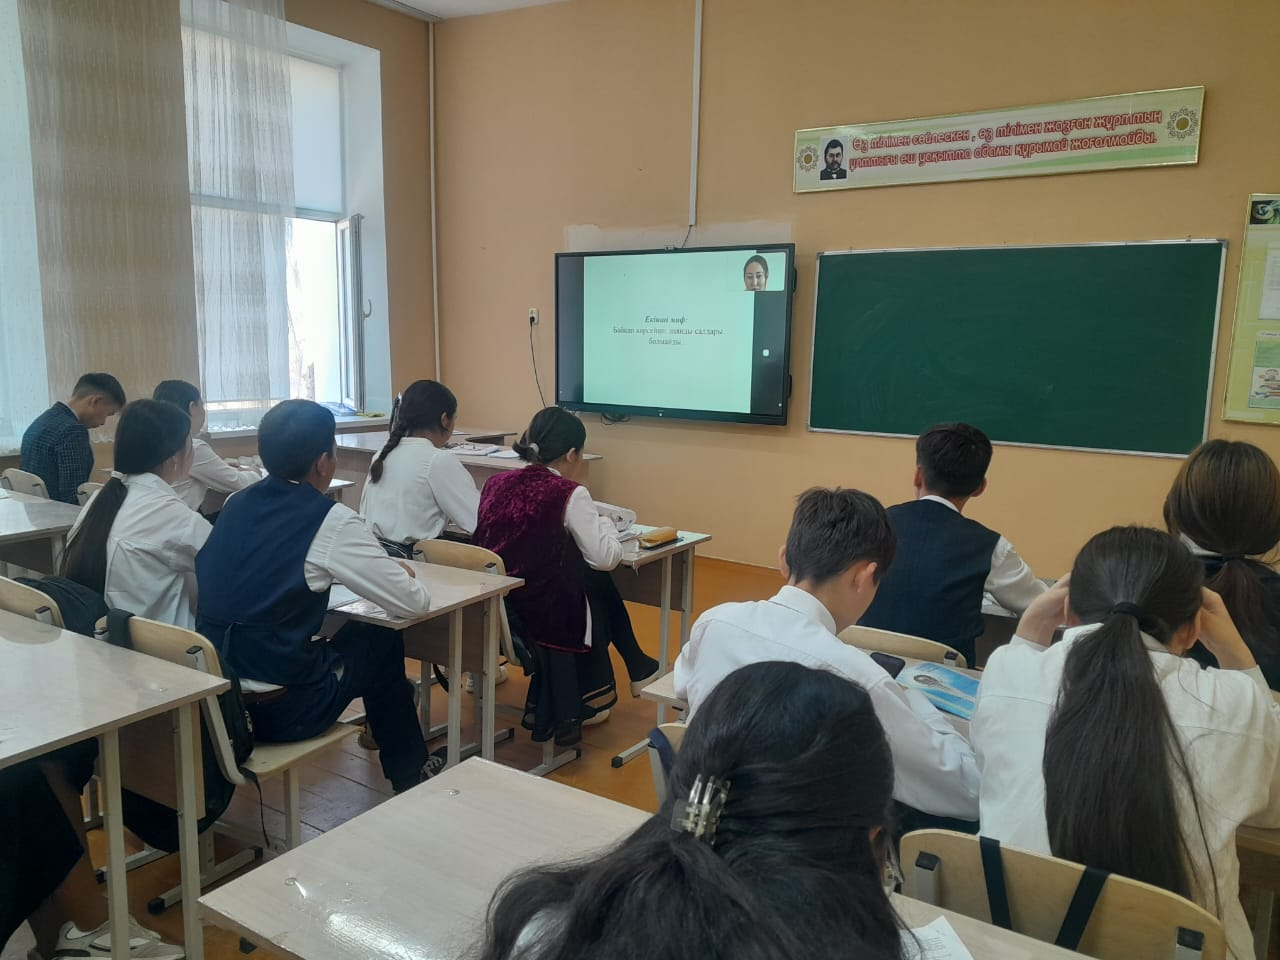 Өз тілімен сөйлескен, өз тілімен жазған жұрттың
ұлттығы еш уақытта адамы құрымай жоғалмайды.
Екінші миф:
Байқап көрсейші: зиянды салдары
болмайды